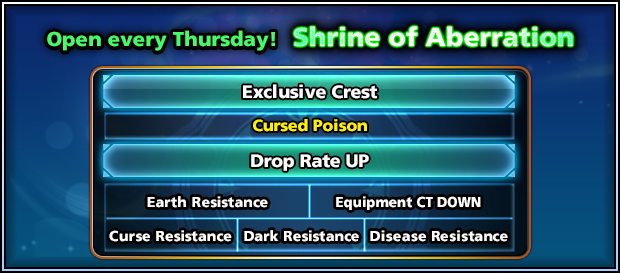 Open every Thursday! Shrine of Aberration
Exclusive Crest
Cursed Poison
Drop Rate UP
Earth Resistance Equipment CT DOWN
Curse Resistance Dark Resistance Disease Resistance